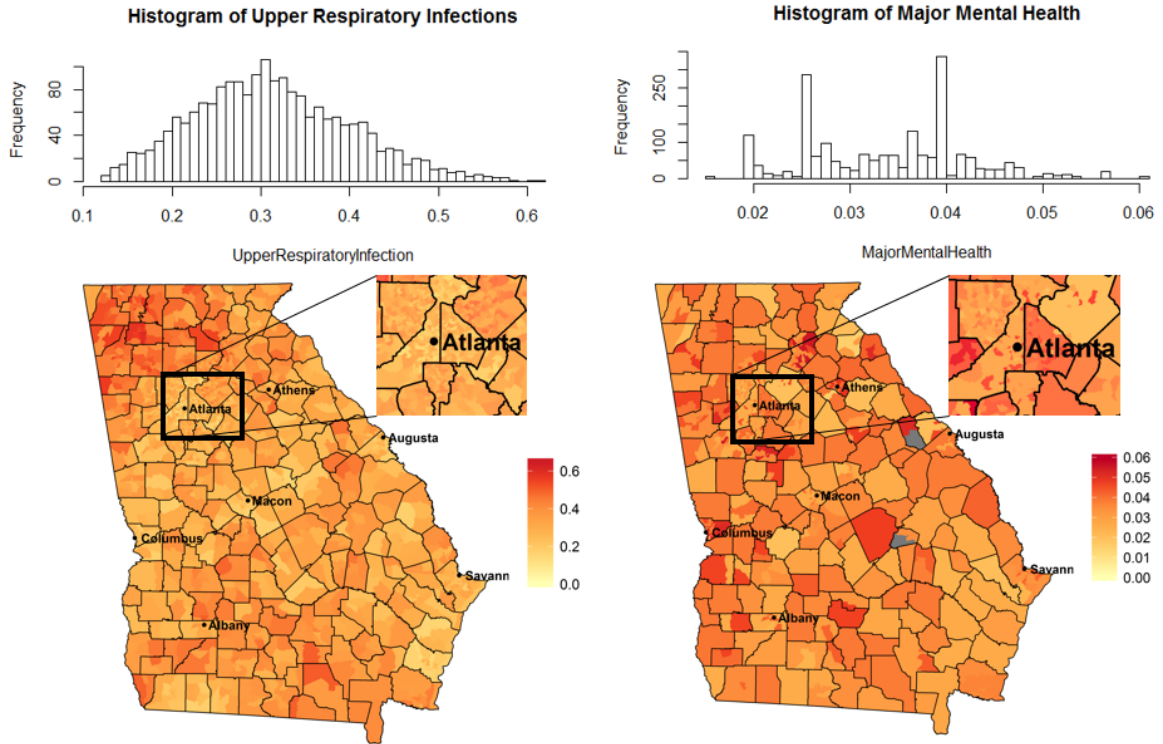 Histogram of Upper Respiratory Infections
Frequency
80
40
0
0.1 0.2 0.3 0.4 0.5 0.6
UpperRespiratoryInfection
Atlanta
Athens
Atlanta
Augusta
Macon
Columbus
Savann
Albany
0.6
0.4
0.2
0.0
Histogram of Major Mental Health
Frequency
250
100
0
0.02 0.03 0.04 0.05 0.06
MajorMentalHealth
Atlanta
Athens
Atlanta
Augusta
Macon
Columbus
Savann
Albany
0.06
0.05
0.04
0.03
0.02
0.01
0.00